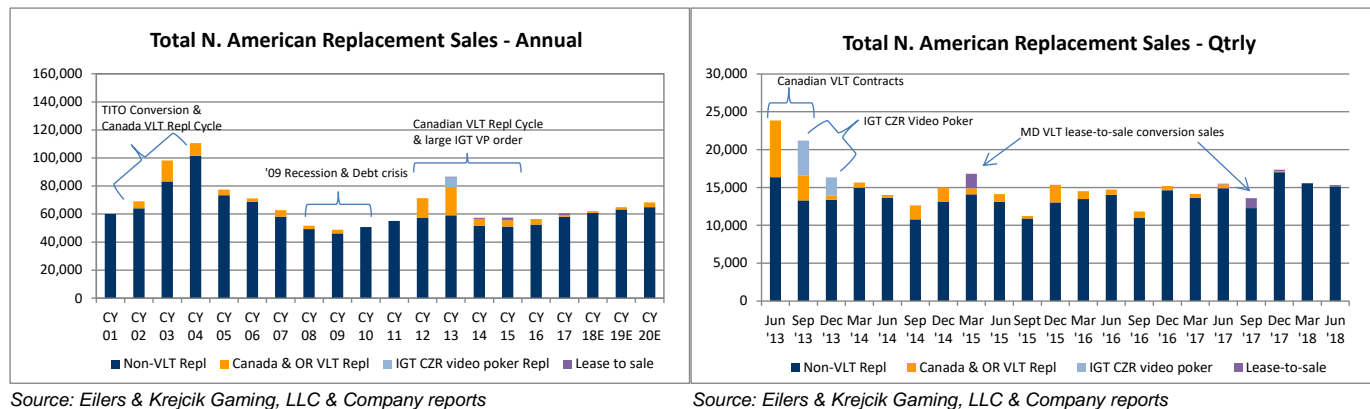 Total N. American Replacement Sales - Annual
160,000
140,000
120,000
100,000
80,000
60,000
40,000
20,000
0
TITO Conversion &
Canada VLT Repl Cycle
'09 Recession & Debt crisis
Canadian VLT Repl Cycle
& large IGT VP order
CY CY CY CY CY CY CY CY CY CY CY CY CY CY CY CY CY CY CY CY
01 02 03 04 05 06 07 08 09 10 11 12 13 14 15 16 17 18E 19E 20E
Non-VLT Repl Canada & OR VLT Repl IGT CZR video poker Repl Lease to sale
Source: Eilers & Krejcik Gaming, LLC & Company reports
Total N. American Replacement Sales - Qtrly
30,000
25,000
20,000
15,000
10,000
5,000
0
Canadian VLT Contracts
IGT CZR Video Poker
MD VLT lease-to-sale conversion sales
Jun Sep Dec Mar Jun Sep Dec Mar Jun Sept Dec Mar Jun Sep Dec Mar Jun Sep Dec Mar Jun
'13 '13 '13 '14 '14 '14 '14 '15 '15 '15 '15 '16 '16 '16 '16 '17 '17 '17 '17 '18 '18
Non-VLT Repl Canada & OR VLT Repl IGT CZR video poker Lease-to-sale
Source: Eilers & Krejcik Gaming, LLC & Company reports